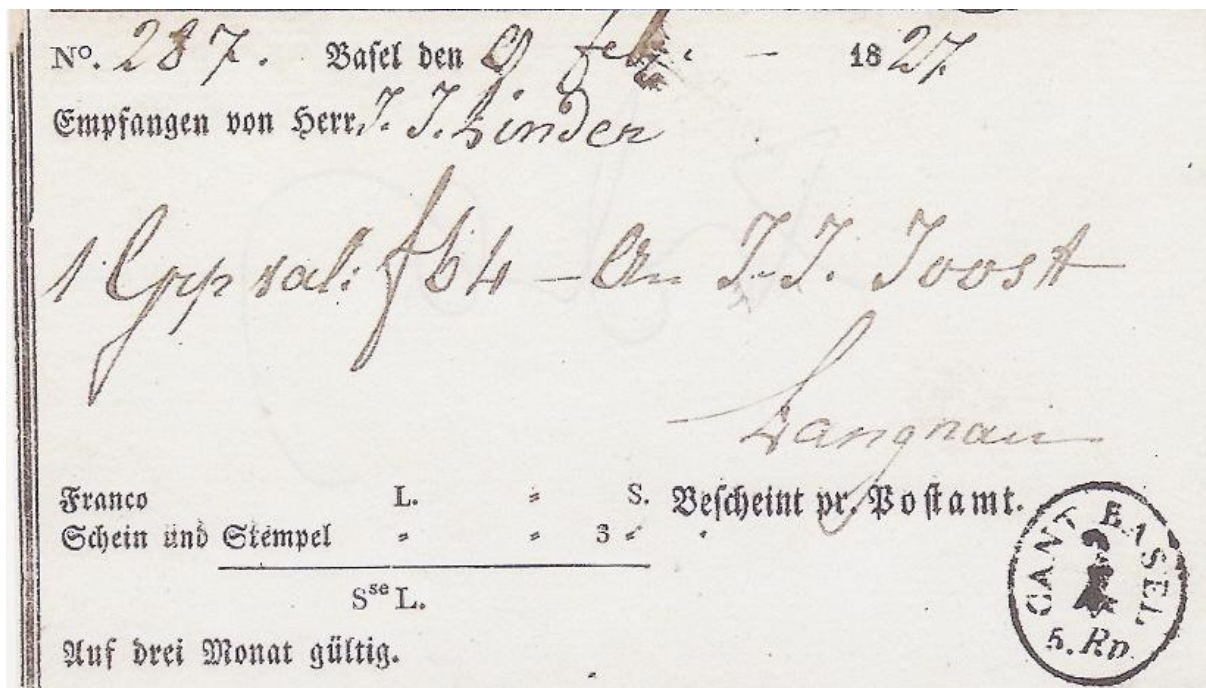 No. 287. Basel den 9 feb. – 1827
Empfangen von Herr J. J. Linder
1 Grp val: f 64 – An J. J. Joost
Langnau
Franco L. = S. Bescheint pr. Postamt.
Schein und Stempel = = 3 =
Sse L.
Auf drei Monat gültig.
CANT BASEL
5. Rp